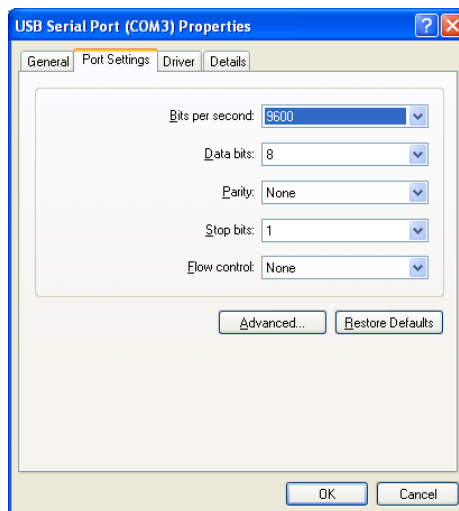 USB Serial Port (COM3) Properties
General Port Settings Driver Details
Bits per second: 9600
Data bits: 8
Parity: None
Stop bits: 1
Flow control: None
Advanced... Restore Defaults
OK Cancel